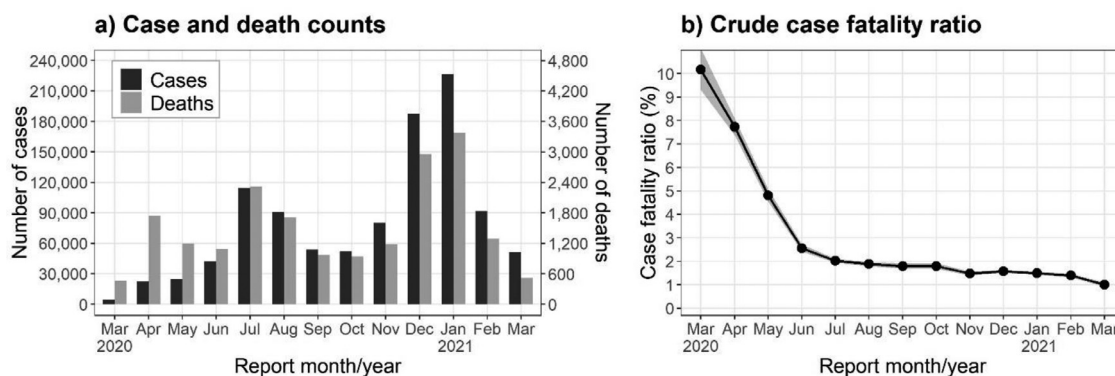 a) Case and death counts
240,000
210,000
180,000
150,000
120,000
90,000
60,000
30,000
0
Number of cases
Cases
Deaths
4,800
4,200
3,600
3,000
2,400
1,800
1,200
600
0
Number of deaths
Mar Apr May Jun Jul Aug Sep Oct Nov Dec Jan Feb Mar
2020 2021
Report month/year
b) Crude case fatality ratio
10
9
8
7
6
5
4
3
2
1
0
Case fatality ratio (%)
Mar Apr May Jun Jul Aug Sep Oct Nov Dec Jan Feb Mar
2020 2021
Report month/year